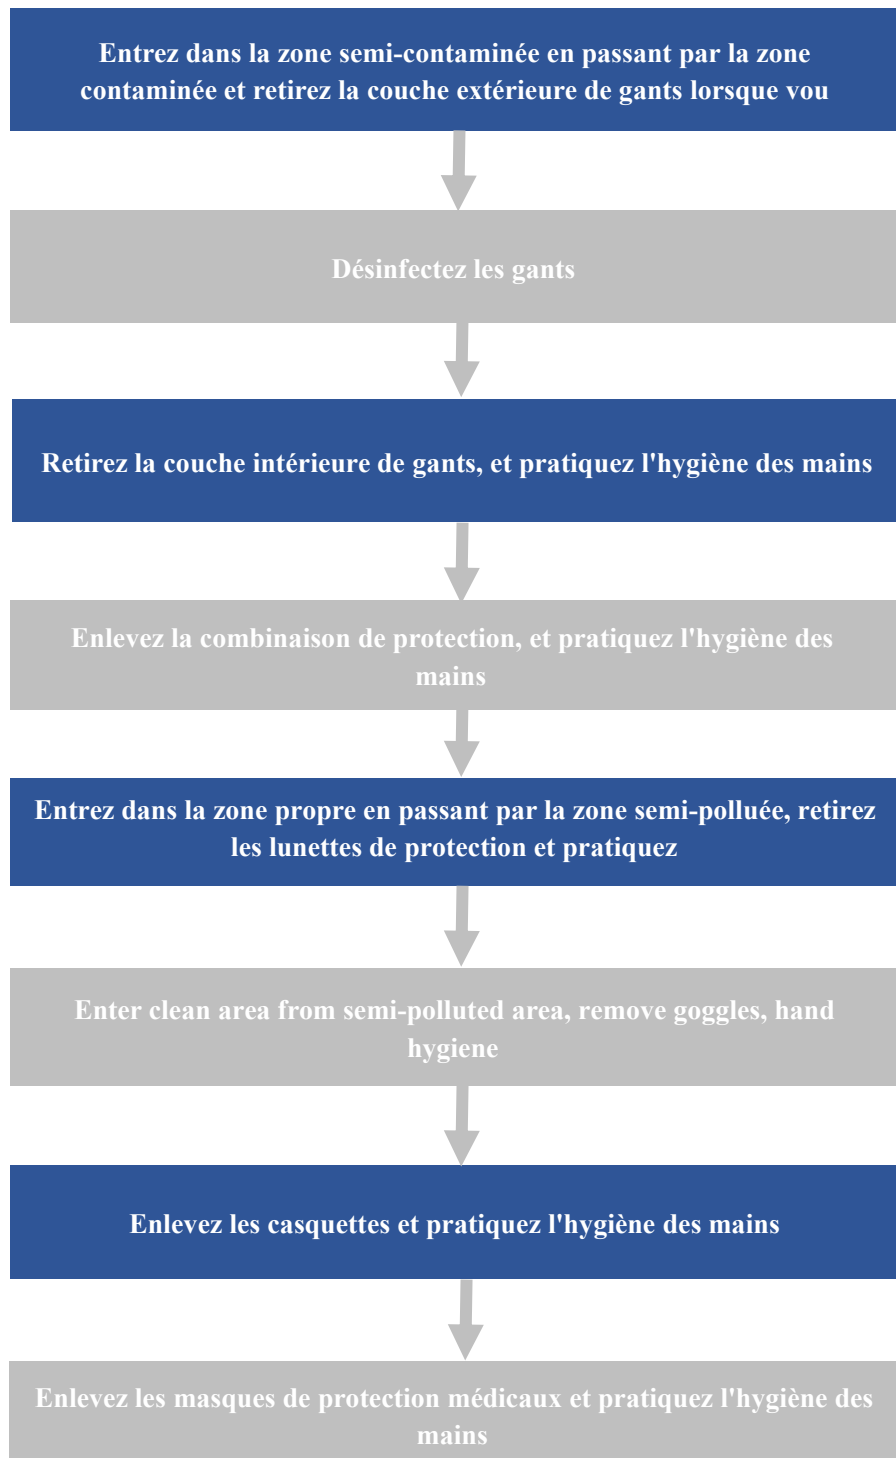 Entrez dans la zone semi-contaminée en passant par la zone
contaminée et retirez la couche extérieure de gants lorsque vou
Désinfectez les gants
Retirez la couche intérieure de gants, et pratiquez l'hygiène des mains
Enlevez la combinaison de protection, et pratiquez l'hygiène des
mains
Entrez dans la zone propre en passant par la zone semi-polluée, retirez
les lunettes de protection et pratiquez
Enter clean area from semi-polluted area, remove goggles, hand
hygiene
Enlevez les casquettes et pratiquez l'hygiène des mains
Enlevez les masques de protection médicaux et pratiquez l'hygiène des
mains